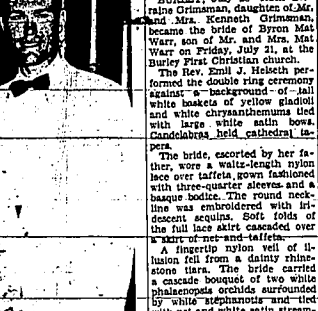 raine Grimsman, daughter of Mr.
and Mrs. Kenneth Grimsman,
became the bride of Byron Mat
Warr, son of Mr. and Mrs. Mat
Warr on Friday, July 21, at the
Burley First Christian church.
The Rev. Emil J. Helseth per-
formed the double ring ceremony
against a background of tall
white baskets of yellow gladioli
and white chrysanthemums tied
with large white satin bows.
Candelabras held cathedral ta-
pers.
The bride, escorted by her fa-
ther, wore a waltz-length nylon
lace over taffeta gown fashioned
with three-quarter sleeves and a
basque bodice. The round neck-
line was embroidered with iri-
descent sequins. Soft folds of
the full lace skirt cascaded over
a skirt of net and taffeta.
A fingertip nylon veil of il-
lusion fell from a dainty rhine-
stone tiara. The bride carried
a cascade bouquet of two white
phalaenopsis orchids surrounded
by white stephanotis and tied
with net and white satin stream-